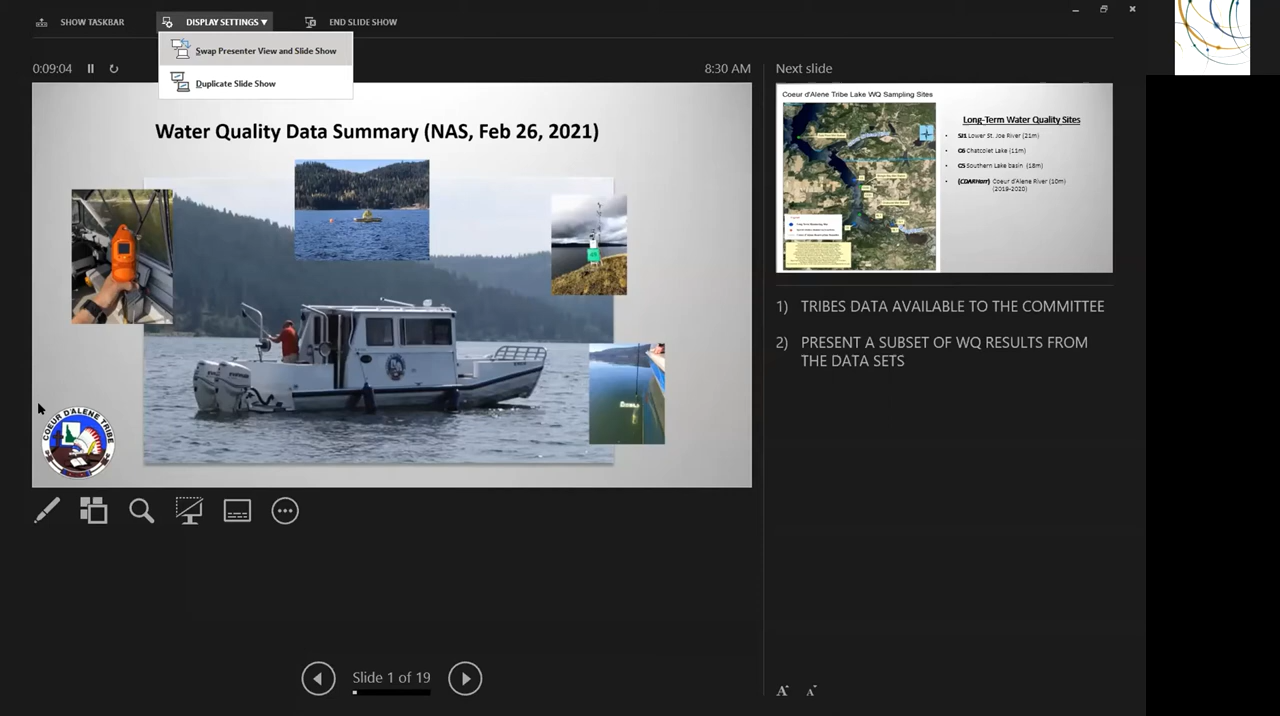 SHOW TASKBAR
DISPLAY SETTINGS ▼
END SLIDE SHOW
Swap Presenter View and Slide Show
Duplicate Slide Show
0:09:04
8:30 AM
Water Quality Data Summary (NAS, Feb 26, 2021)
COEUR D'ALENE TRIBE
Slide 1 of 19
Next slide
Coeur d'Alene Tribe Lake WQ Sampling Sites
Long-Term Water Quality Sites
• SJ1 Lower St. Joe River (21m)
• C6 Chatcolet Lake (11m)
• C5 Southern Lake basin (18m)
Coeur d'Alene River (10m)
(2019-2020)
1) TRIBES DATA AVAILABLE TO THE COMMITTEE
2) PRESENT A SUBSET OF WQ RESULTS FROM
THE DATA SETS
A A